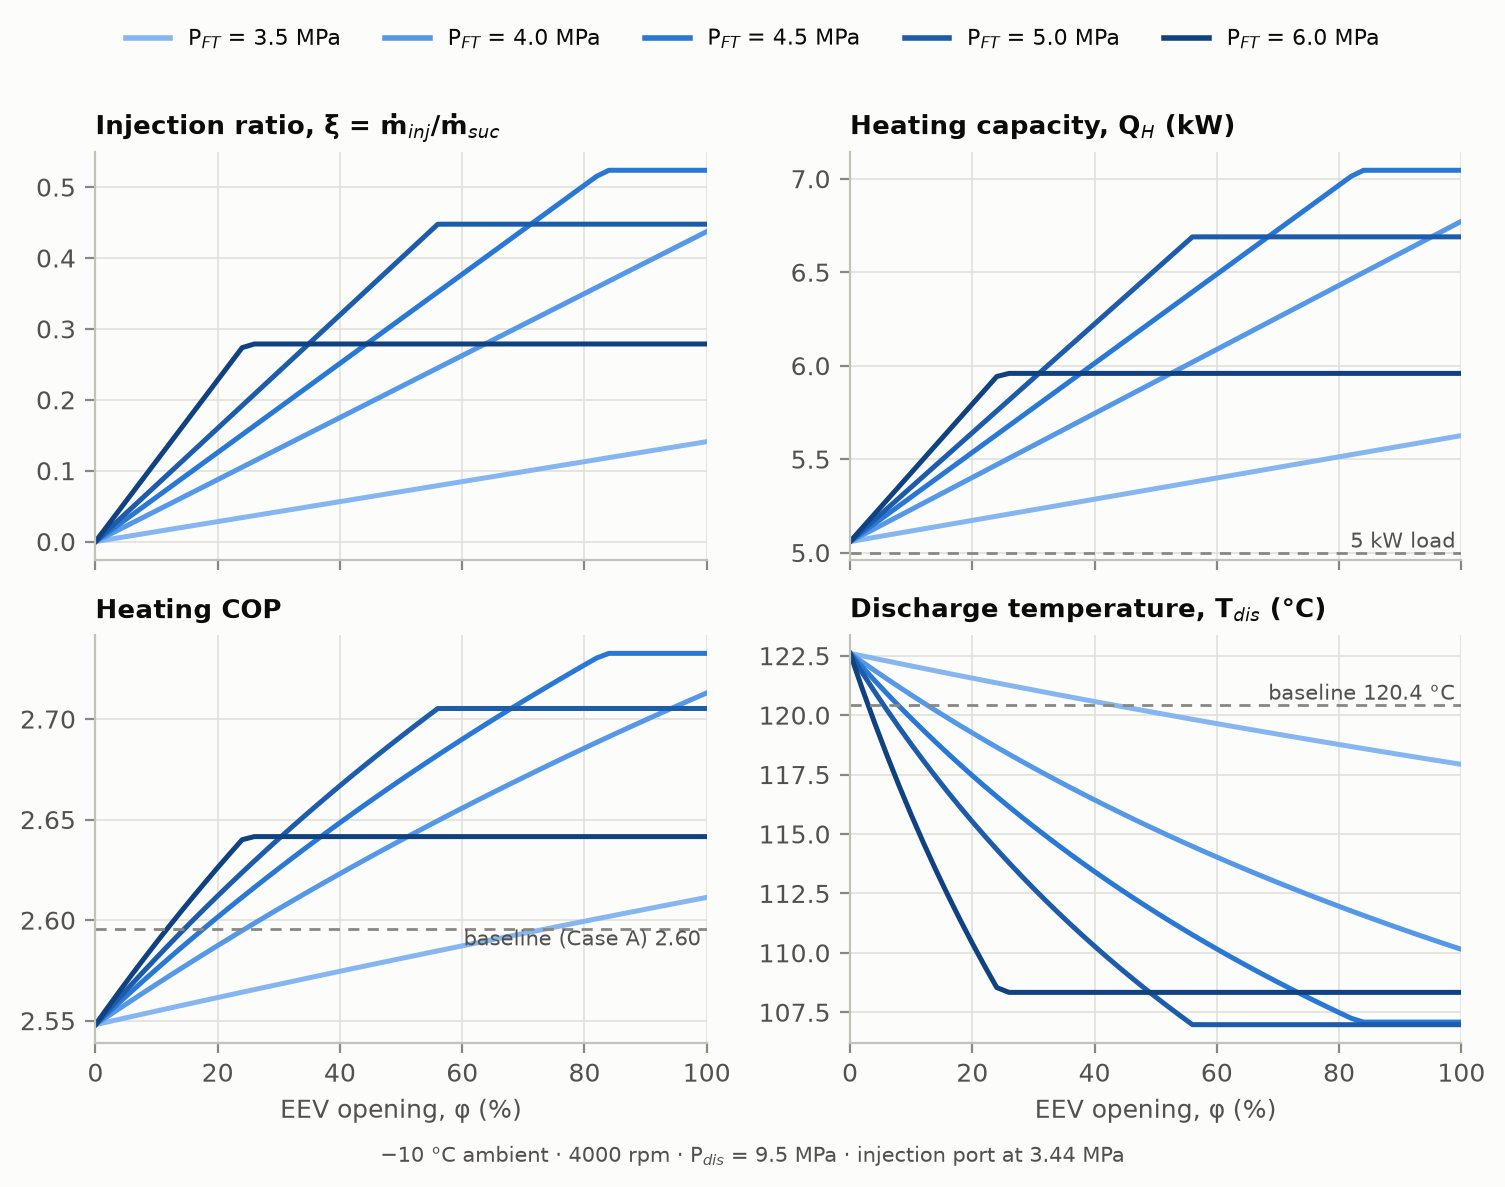 P_FT = 3.5 MPa P_FT = 4.0 MPa P_FT = 4.5 MPa P_FT = 5.0 MPa P_FT = 6.0 MPa
Injection ratio, ξ = ṁ_inj/ṁ_suc
0.5
0.4
0.3
0.2
0.1
0.0
Heating capacity, Q_H (kW)
7.0
6.5
6.0
5.5
5.0
5 kW load
Heating COP
2.70
2.65
2.60
2.55
baseline (Case A) 2.60
0 20 40 60 80 100
EEV opening, φ (%)
Discharge temperature, T_dis (°C)
122.5
120.0
117.5
115.0
112.5
110.0
107.5
baseline 120.4 °C
0 20 40 60 80 100
EEV opening, φ (%)
−10 °C ambient · 4000 rpm · P_dis = 9.5 MPa · injection port at 3.44 MPa